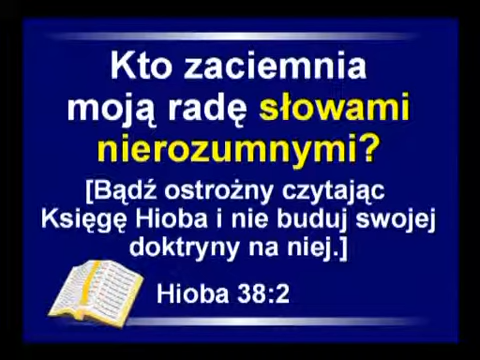 Kto zaciemnia
moją radę słowami
nierozumnymi?
[Bądź ostrożny czytając
Księgę Hioba i nie buduj swojej
doktryny na niej.]
Hioba 38:2